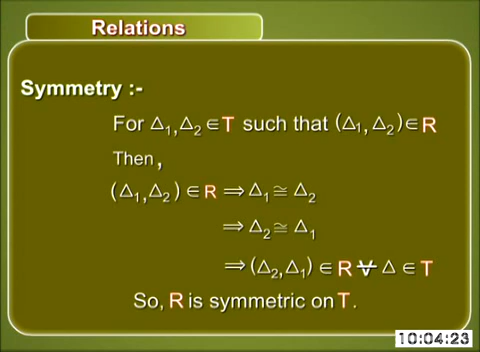 Relations
Symmetry :-
For △₁,△₂ ∈ T such that (△₁,△₂) ∈ R
Then ,
(△₁,△₂) ∈ R ⟹ △₁ ≅ △₂
⟹ △₂ ≅ △₁
⟹ (△₂,△₁) ∈ R ∀ △ ∈ T
So, R is symmetric on T.
10:04:23